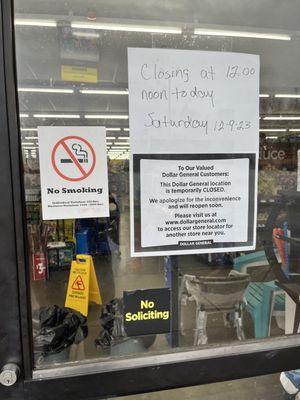 Closing at 12:00
noon today
Saturday 12-9-23
No Smoking
To Our Valued
Dollar General Customers:
This Dollar General location
is temporarily CLOSED.
We apologize for the inconvenience
and will reopen soon.
Please visit us at
www.dollargeneral.com
to access our store locator for
another store near you.
DOLLAR GENERAL
No
Soliciting